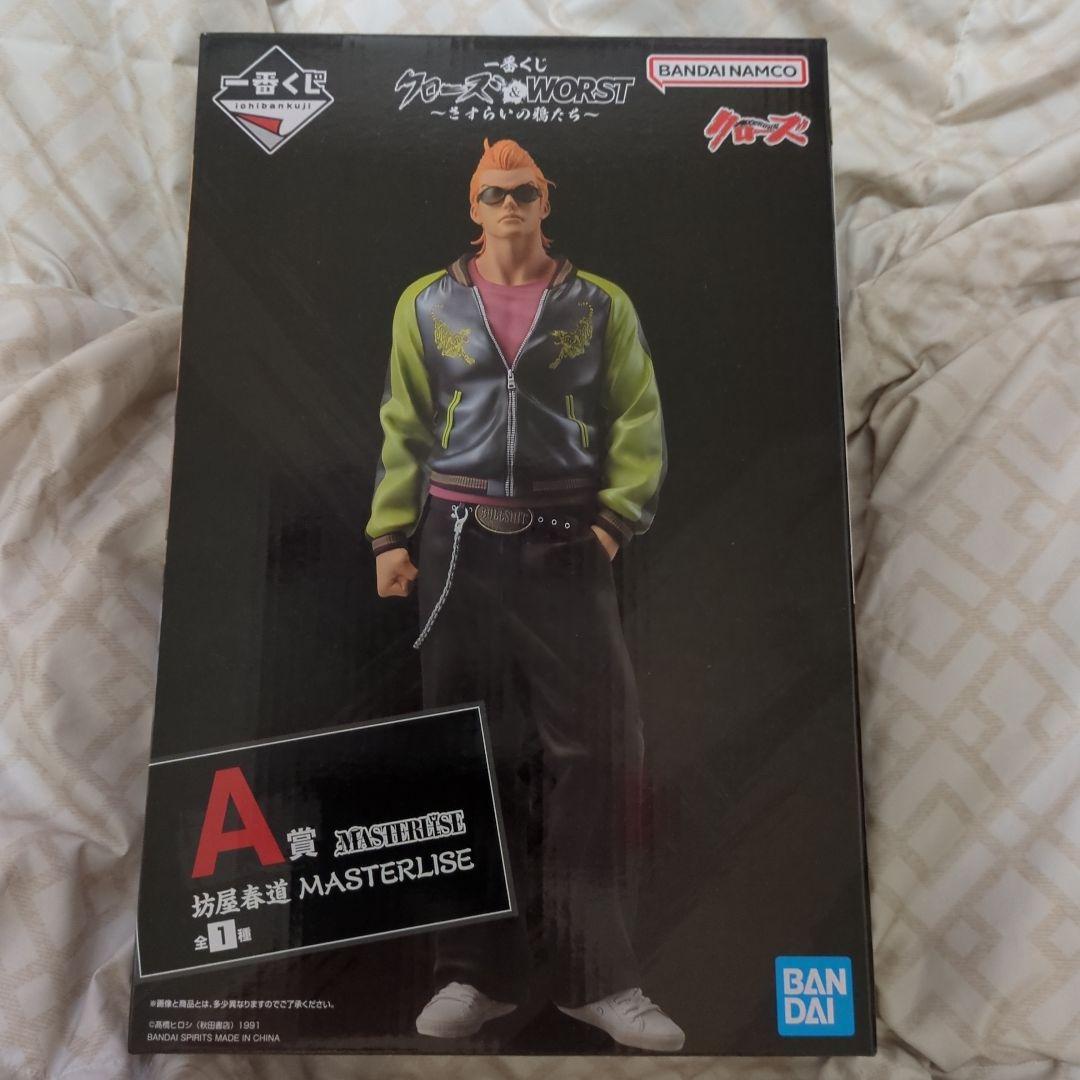 一番くじ
ichibankuji
一番くじ
クローズ&WORST
～さすらいの鴉たち～
BANDAI NAMCO
クローズ
BULLSHIT
A賞 MASTERLISE
坊屋春道 MASTERLISE
全1種
※画像と商品とは、多少異なりますのでご了承ください。
©髙橋ヒロシ（秋田書店）1991
BANDAI SPIRITS MADE IN CHINA
BAN
DAI